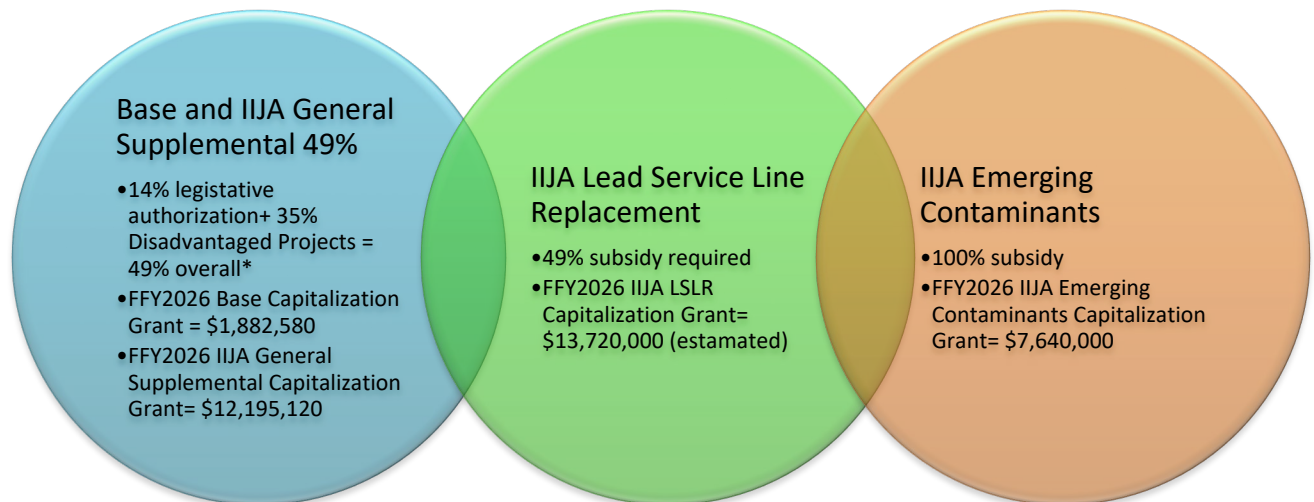 Base and IIJA General
Supplemental 49%
•14% legistative
authorization+ 35%
Disadvantaged Projects =
49% overall*
•FFY2026 Base Capitalization
Grant = $1,882,580
•FFY2026 IIJA General
Supplemental Capitalization
Grant= $12,195,120
IIJA Lead Service Line
Replacement
•49% subsidy required
•FFY2026 IIJA LSLR
Capitalization Grant=
$13,720,000 (estamated)
IIJA Emerging
Contaminants
•100% subsidy
•FFY2026 IIJA Emerging
Contaminants Capitalization
Grant= $7,640,000